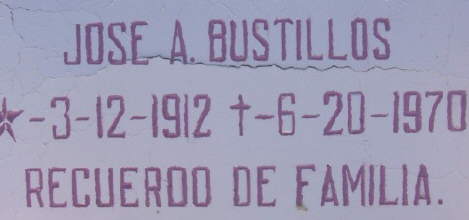 JOSE A. BUSTILLOS
★-3-12-1912 ✝-6-20-1970
RECUERDO DE FAMILIA.